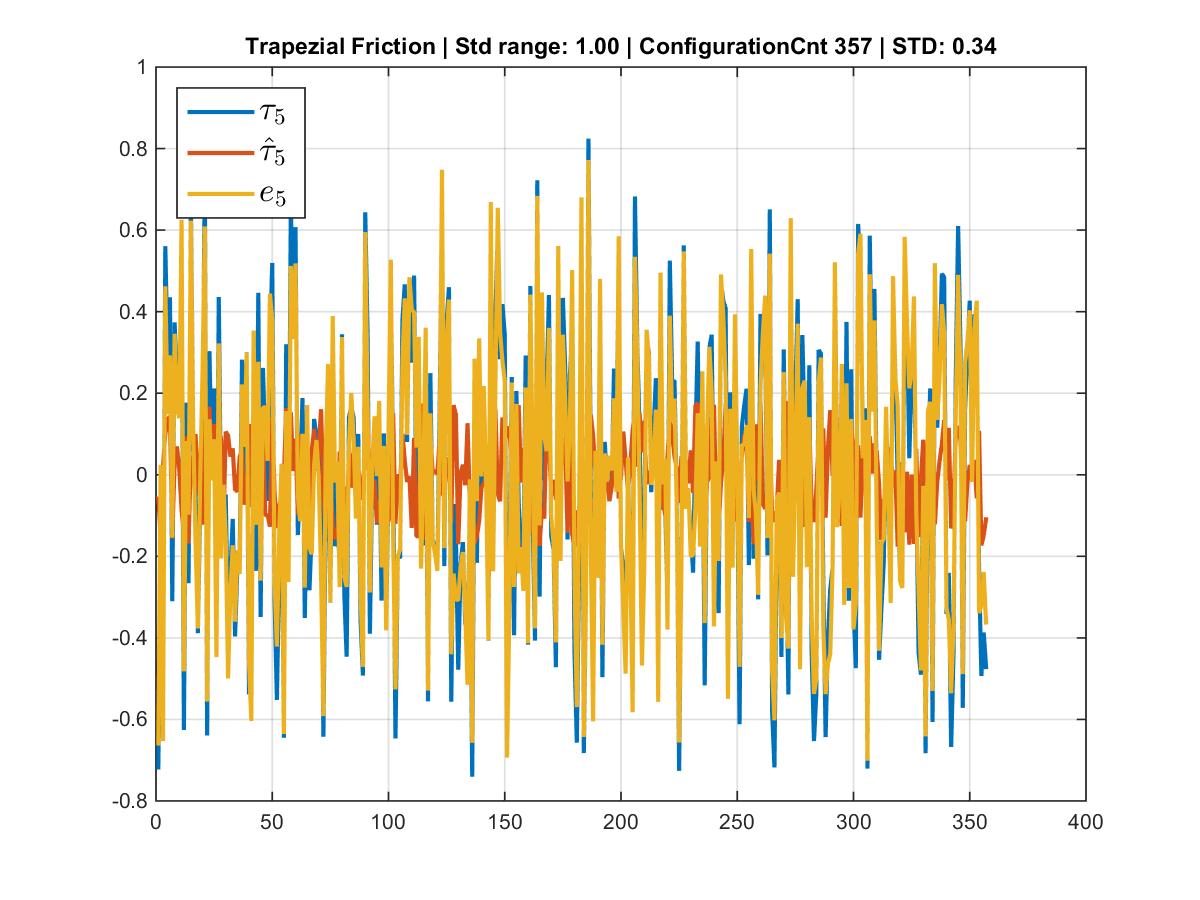 Trapezial Friction | Std range: 1.00 | ConfigurationCnt 357 | STD: 0.34
1
0.8
0.6
0.4
0.2
0
-0.2
-0.4
-0.6
-0.8
τ₅
τ̂₅
e₅
0 50 100 150 200 250 300 350 400